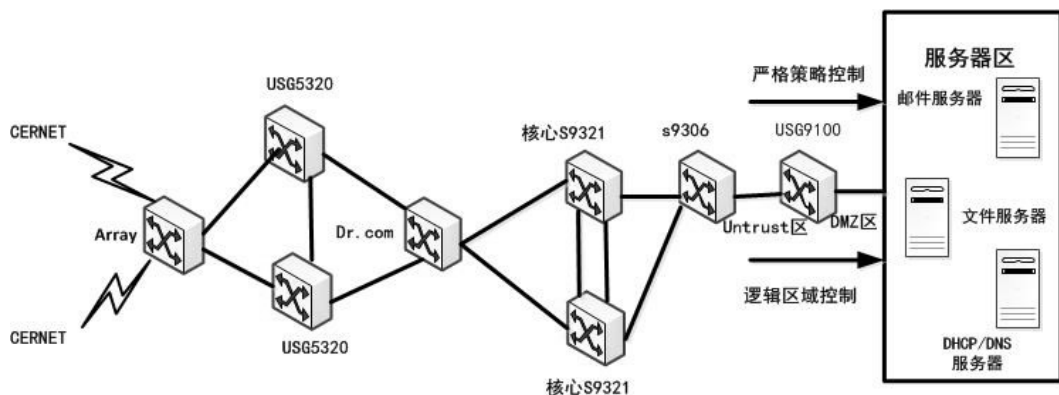 服务器区
严格策略控制
USG5320
邮件服务器
CERNET
核心S9321
s9306
USG9100
Array
Dr.com
Untrust区
DMZ区
文件服务器
逻辑区域控制
CERNET
USG5320
DHCP/DNS
服务器
核心S9321